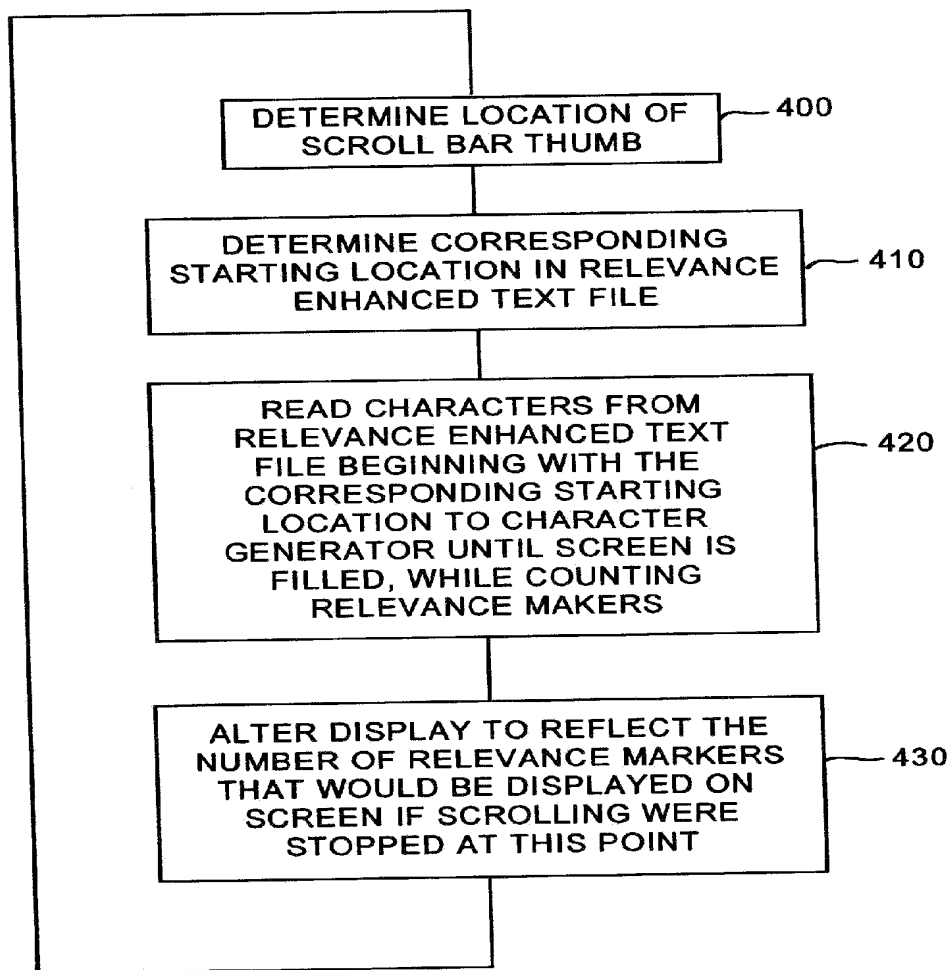 DETERMINE LOCATION OF
SCROLL BAR THUMB
400
DETERMINE CORRESPONDING
STARTING LOCATION IN RELEVANCE
ENHANCED TEXT FILE
410
READ CHARACTERS FROM
RELEVANCE ENHANCED TEXT
FILE BEGINNING WITH THE
CORRESPONDING STARTING
LOCATION TO CHARACTER
GENERATOR UNTIL SCREEN IS
FILLED, WHILE COUNTING
RELEVANCE MAKERS
420
ALTER DISPLAY TO REFLECT THE
NUMBER OF RELEVANCE MARKERS
THAT WOULD BE DISPLAYED ON
SCREEN IF SCROLLING WERE
STOPPED AT THIS POINT
430